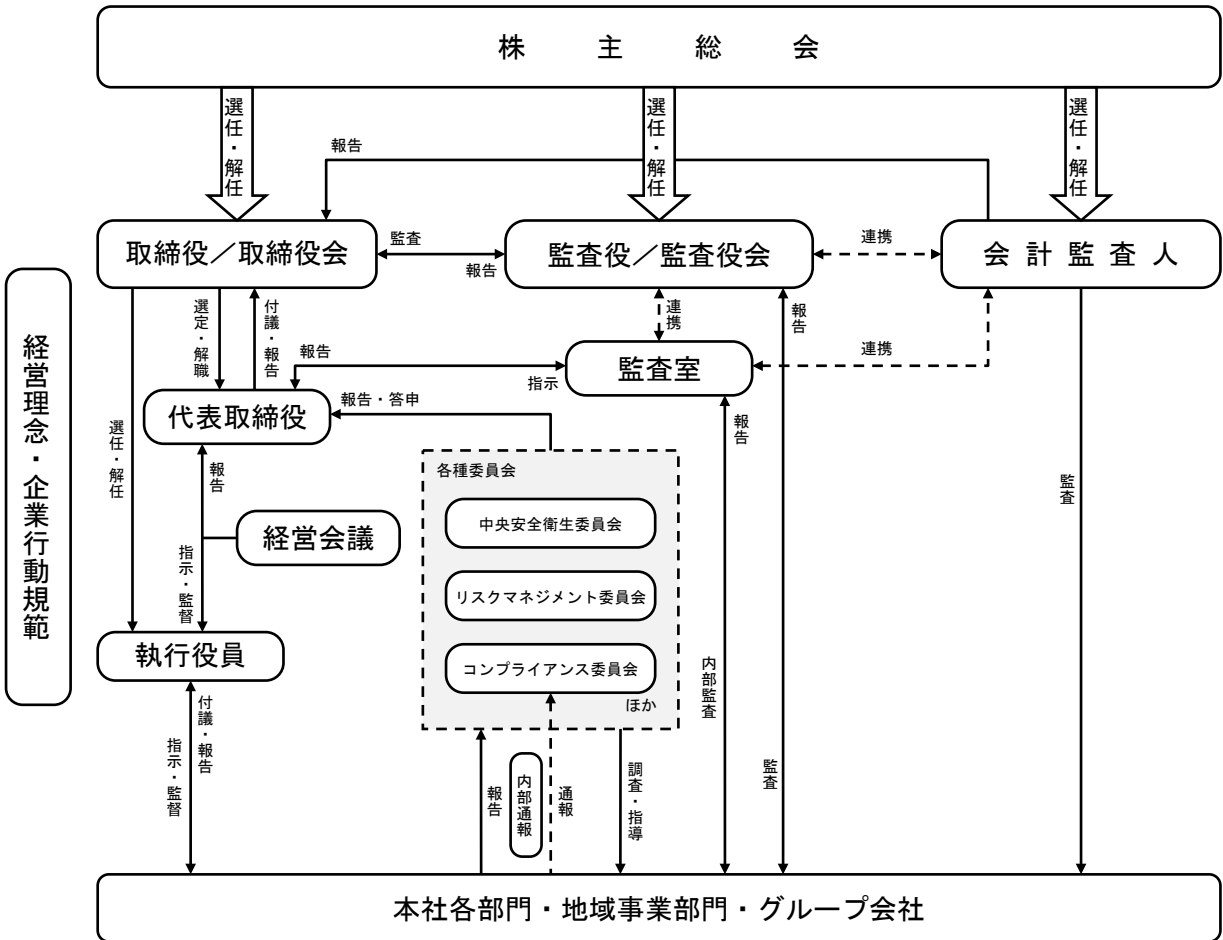 株主総会
選任・解任
選任・解任
選任・解任
報告
取締役／取締役会
監査
報告
監査役／監査役会
連携
会計監査人
経営理念・企業行動規範
選定・解職
付議・報告
連携
報告
報告
指示
監査室
連携
代表取締役
報告・答申
選任・解任
報告
報告
監査
各種委員会
中央安全衛生委員会
経営会議
指示・監督
リスクマネジメント委員会
執行役員
コンプライアンス委員会
ほか
内部監査
付議・報告
指示・監督
報告
内部通報
通報
調査・指導
監査
本社各部門・地域事業部門・グループ会社